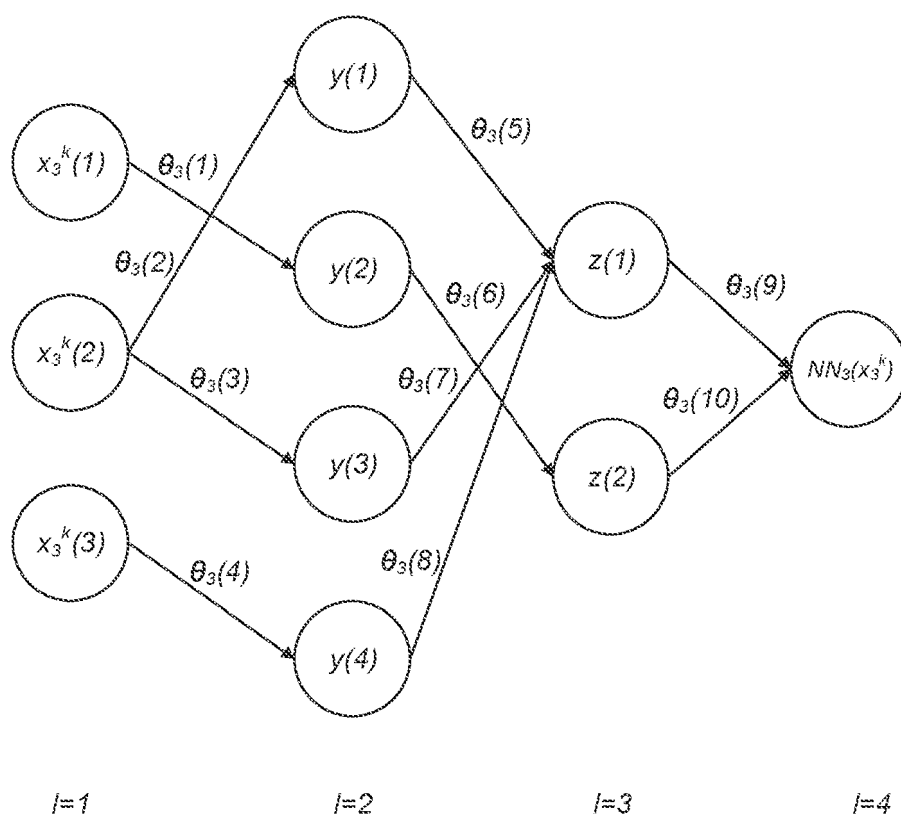 y(1)
θ₃(5)
x₃ᵏ(1)
θ₃(1)
θ₃(2)
y(2)
θ₃(6)
z(1)
θ₃(9)
x₃ᵏ(2)
θ₃(3)
θ₃(7)
NN₃(x₃ᵏ)
θ₃(10)
y(3)
z(2)
x₃ᵏ(3)
θ₃(4)
θ₃(8)
y(4)
l=1
l=2
l=3
l=4